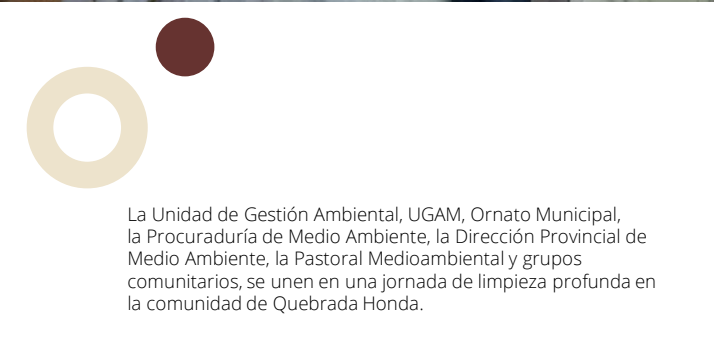 La Unidad de Gestión Ambiental, UGAM, Ornato Municipal,
la Procuraduría de Medio Ambiente, la Dirección Provincial de
Medio Ambiente, la Pastoral Medioambiental y grupos
comunitarios, se unen en una jornada de limpieza profunda en
la comunidad de Quebrada Honda.